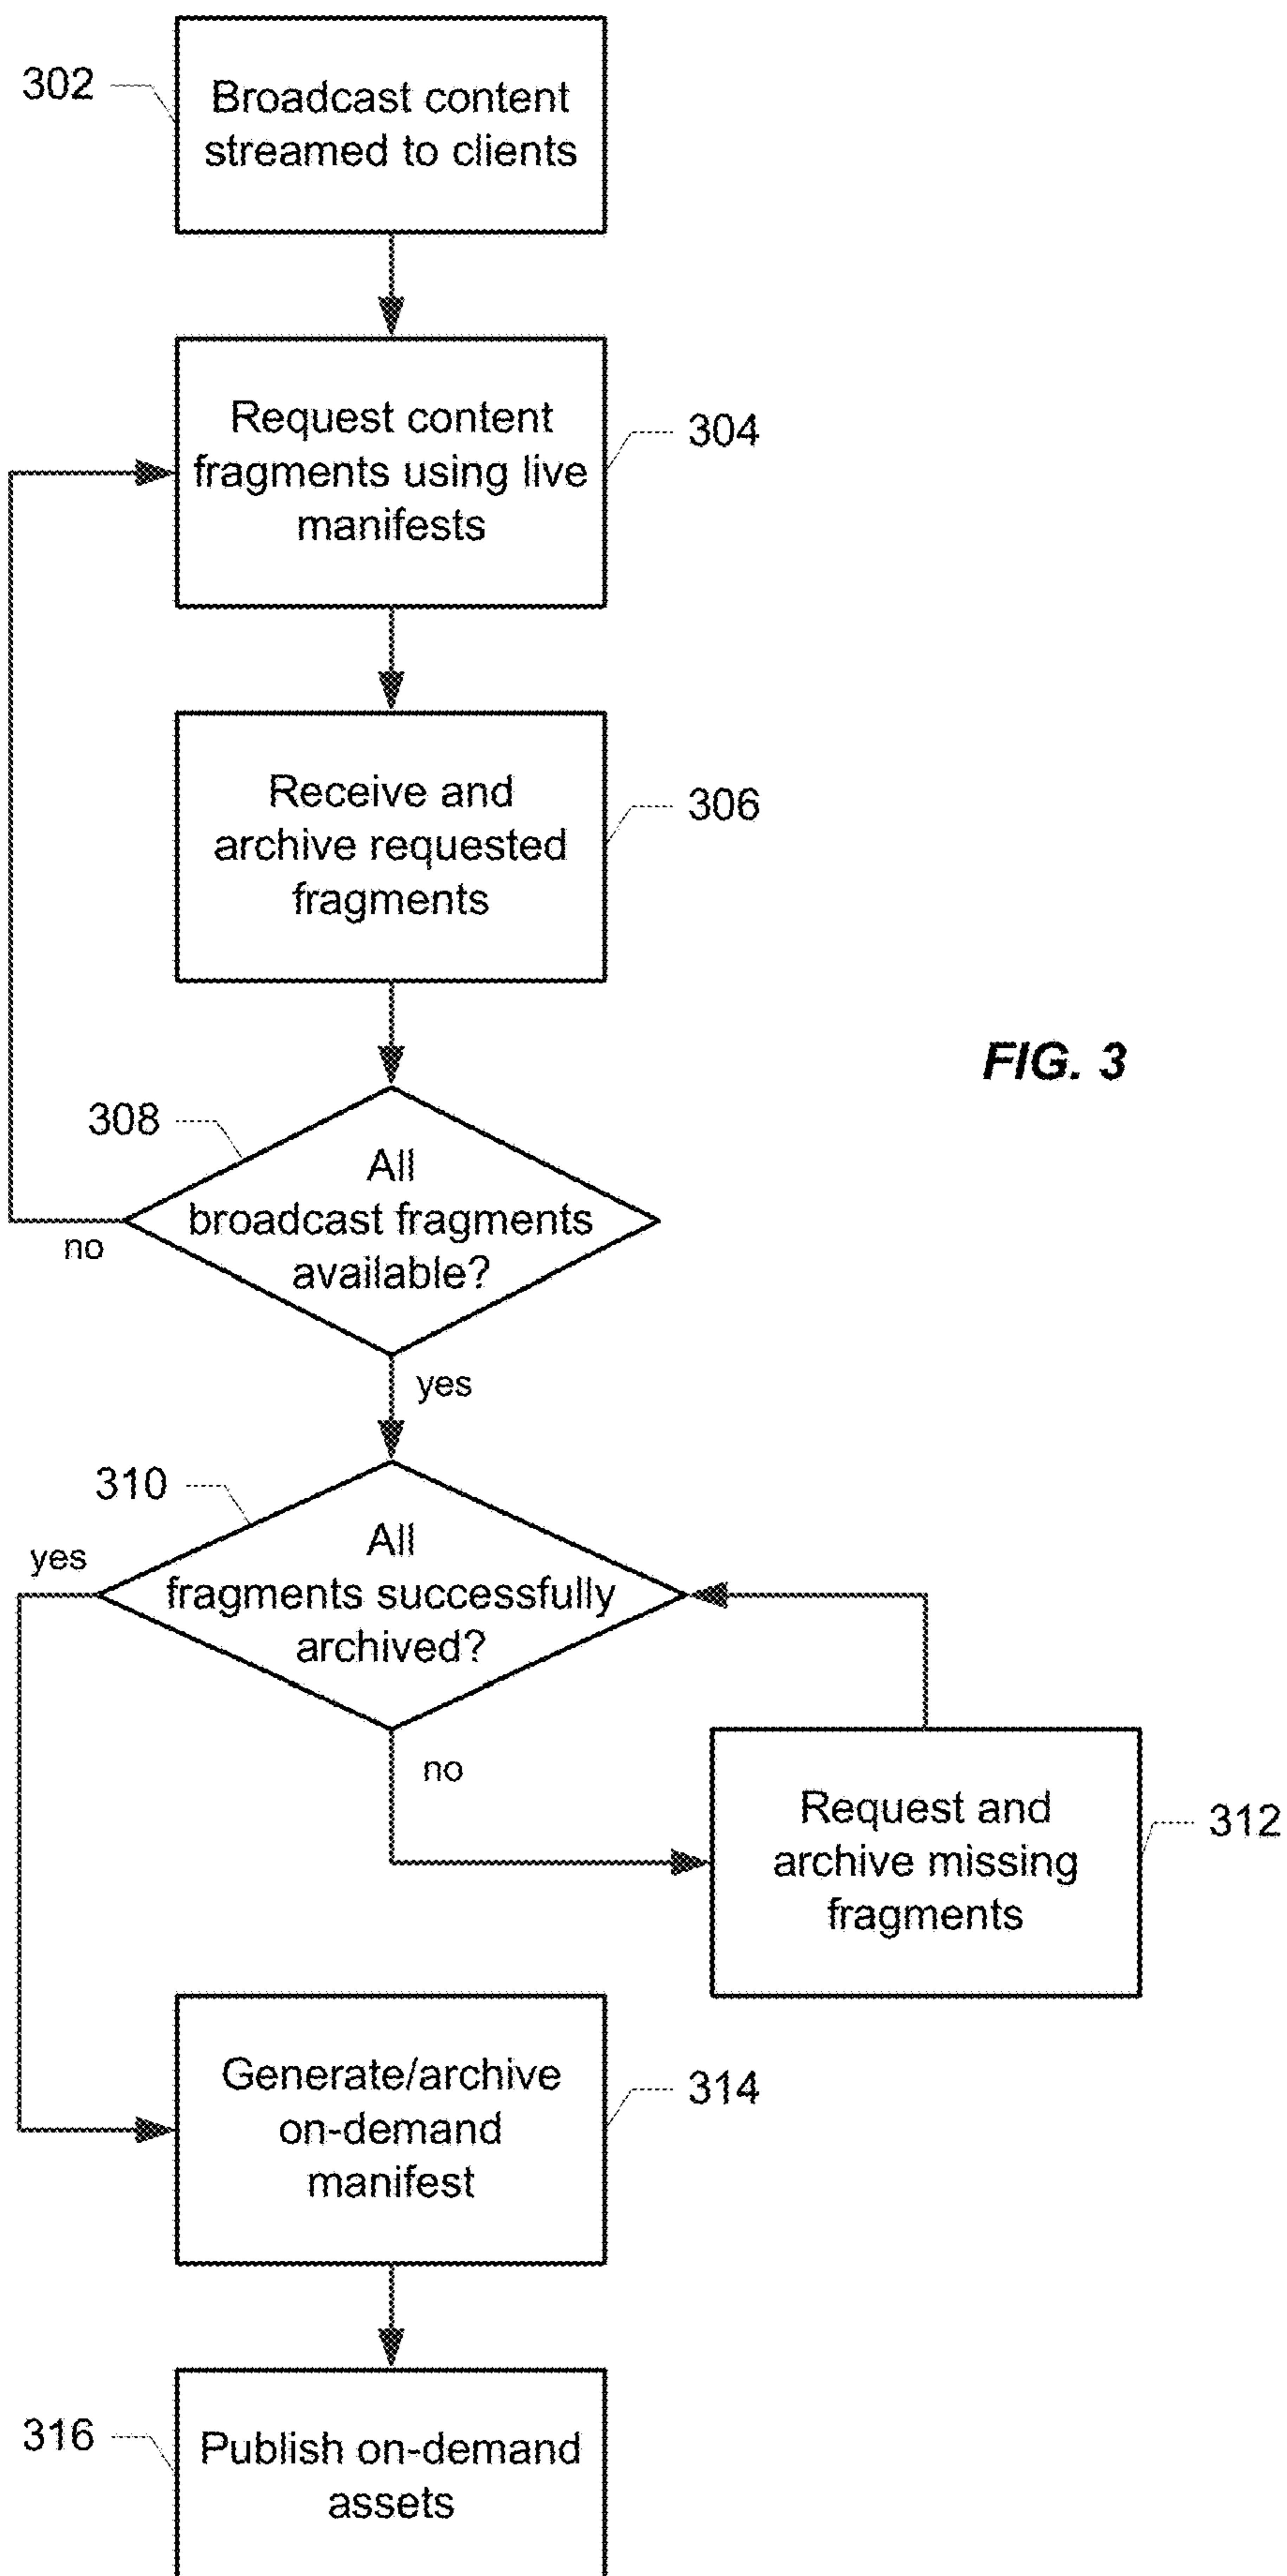 302
Broadcast content
streamed to clients
Request content
fragments using live
manifests
304
Receive and
archive requested
fragments
306
FIG. 3
308
All
broadcast fragments
available?
no
yes
310
All
fragments successfully
archived?
yes
no
Request and
archive missing
fragments
312
Generate/archive
on-demand
manifest
314
316
Publish on-demand
assets